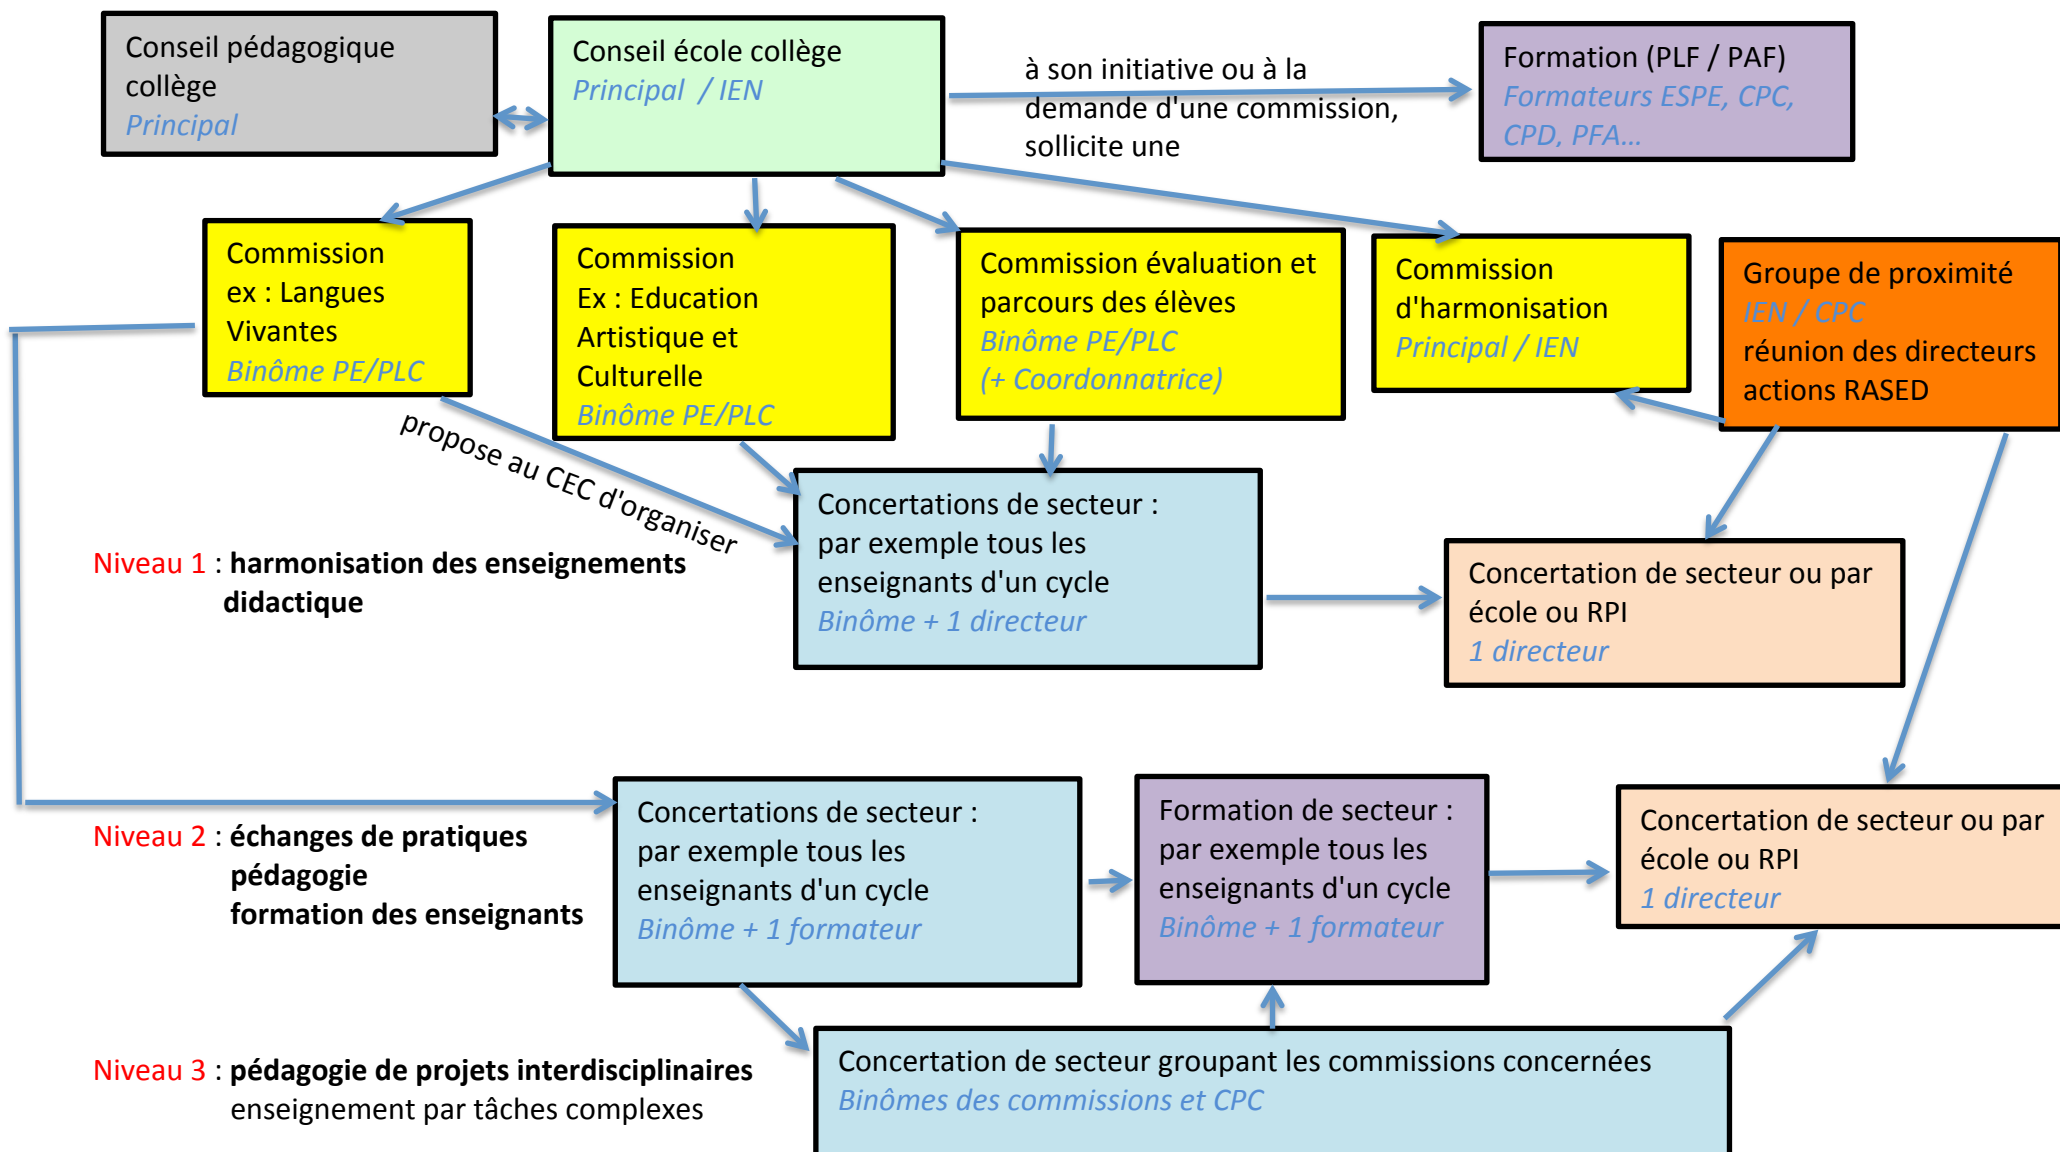 Conseil pédagogique
collège
Principal
Conseil école collège
Principal / IEN
à son initiative ou à la
demande d'une commission,
sollicite une
Formation (PLF / PAF)
Formateurs ESPE, CPC,
CPD, PFA...
Commission
ex : Langues
Vivantes
Binôme PE/PLC
Commission
Ex : Education
Artistique et
Culturelle
Binôme PE/PLC
Commission évaluation et
parcours des élèves
Binôme PE/PLC
(+ Coordonnatrice)
Commission
d'harmonisation
Principal / IEN
Groupe de proximité
IEN / CPC
réunion des directeurs
actions RASED
propose au CEC d'organiser
Niveau 1 : harmonisation des enseignements
didactique
Concertations de secteur :
par exemple tous les
enseignants d'un cycle
Binôme + 1 directeur
Concertation de secteur ou par
école ou RPI
1 directeur
Niveau 2 : échanges de pratiques
pédagogie
formation des enseignants
Concertations de secteur :
par exemple tous les
enseignants d'un cycle
Binôme + 1 formateur
Formation de secteur :
par exemple tous les
enseignants d'un cycle
Binôme + 1 formateur
Concertation de secteur ou par
école ou RPI
1 directeur
Niveau 3 : pédagogie de projets interdisciplinaires
enseignement par tâches complexes
Concertation de secteur groupant les commissions concernées
Binômes des commissions et CPC